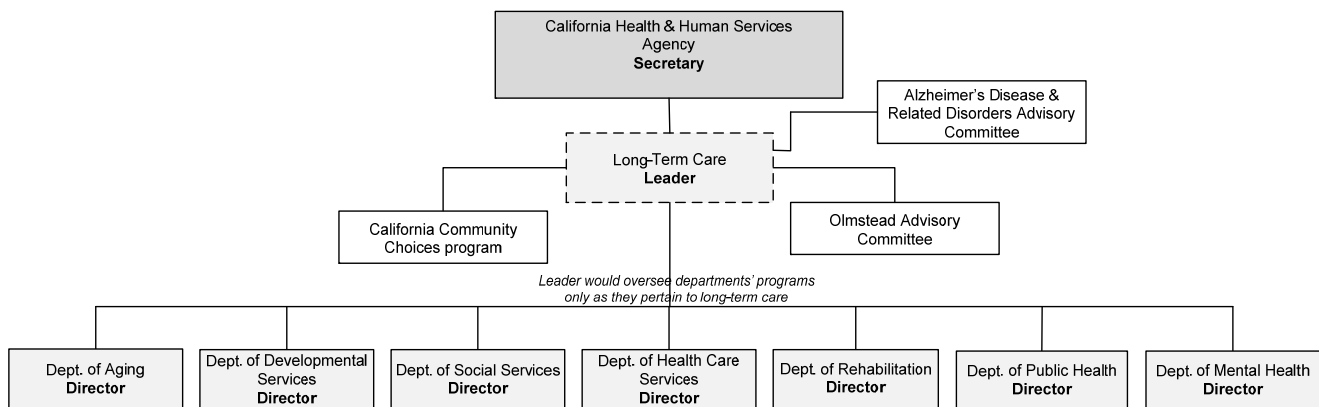 California Health & Human Services
Agency
Secretary
Alzheimer's Disease &
Related Disorders Advisory
Committee
Long-Term Care
Leader
California Community
Choices program
Olmstead Advisory
Committee
Leader would oversee departments' programs
only as they pertain to long-term care
Dept. of Aging
Director
Dept. of Developmental
Services
Director
Dept. of Social Services
Director
Dept. of Health Care
Services
Director
Dept. of Rehabilitation
Director
Dept. of Public Health
Director
Dept. of Mental Health
Director